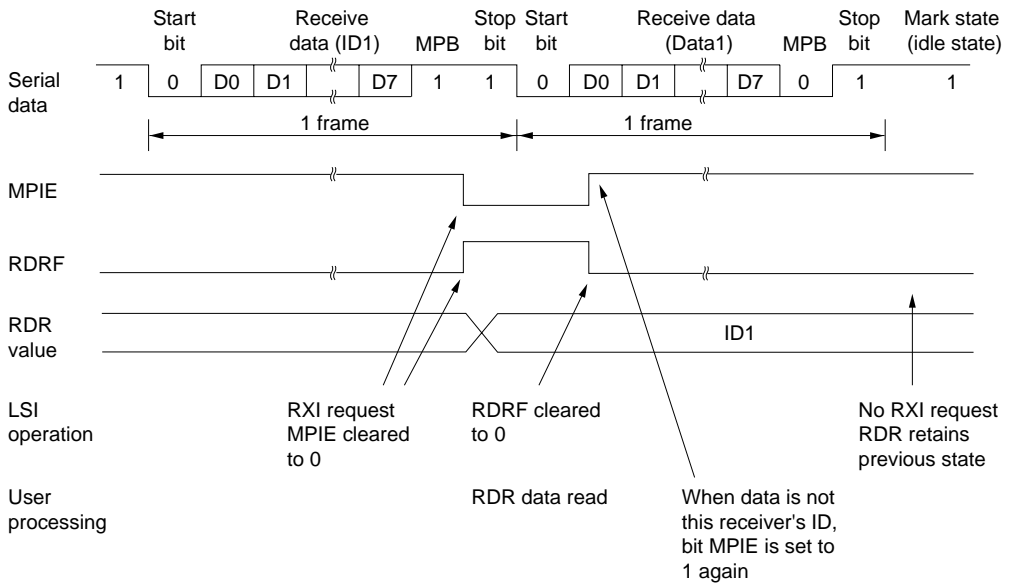 Start bit
Receive data (ID1)
MPB
Stop bit
Start bit
Receive data (Data1)
MPB
Stop bit
Mark state (idle state)
Serial data
1 0 D0 D1 D7 1 1 0 D0 D1 D7 0 1 1
1 frame
1 frame
MPIE
RDRF
RDR value
ID1
LSI operation
RXI request
MPIE cleared
to 0
RDRF cleared
to 0
No RXI request
RDR retains
previous state
User processing
RDR data read
When data is not
this receiver's ID,
bit MPIE is set to
1 again